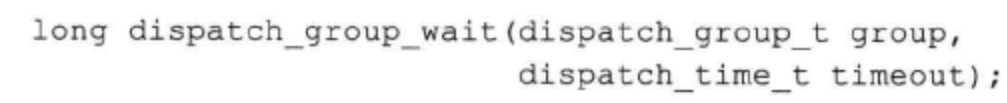 long dispatch_group_wait(dispatch_group_t group,
dispatch_time_t timeout);